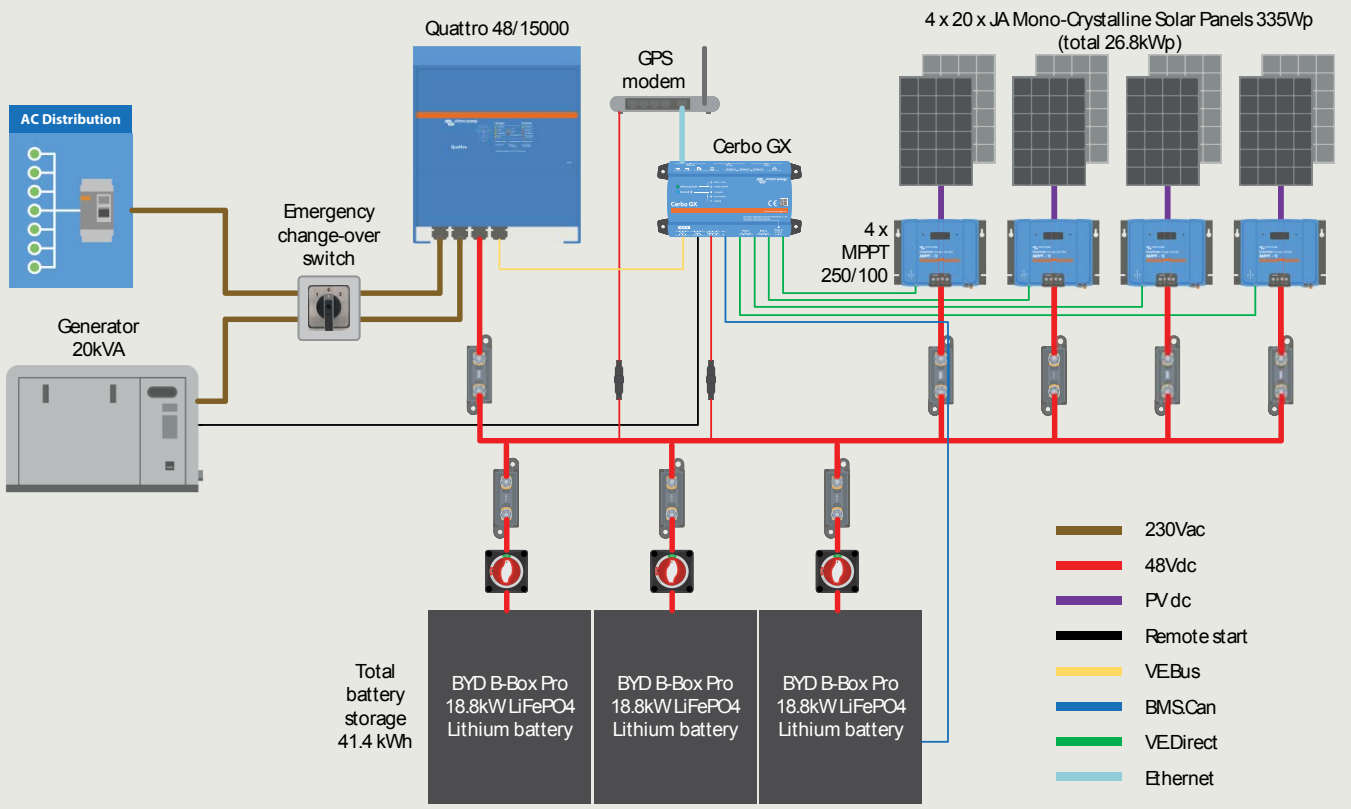 Quattro 48/15000
4 x 20 x JA Mono-Crystalline Solar Panels 335Wp
(total 26.8kWp)
GPS
modem
AC Distribution
Cerbo GX
Quattro
Cerbo GX
Emergency
change-over
switch
4 x
MPPT
250/100
Generator
20kVA
230Vac
48Vdc
PV dc
Remote start
VE.Bus
BMS.Can
VE.Direct
Ethernet
Total
battery
storage
41.4 kWh
BYD B-Box Pro
18.8kW LiFePO4
Lithium battery
BYD B-Box Pro
18.8kW LiFePO4
Lithium battery
BYD B-Box Pro
18.8kW LiFePO4
Lithium battery